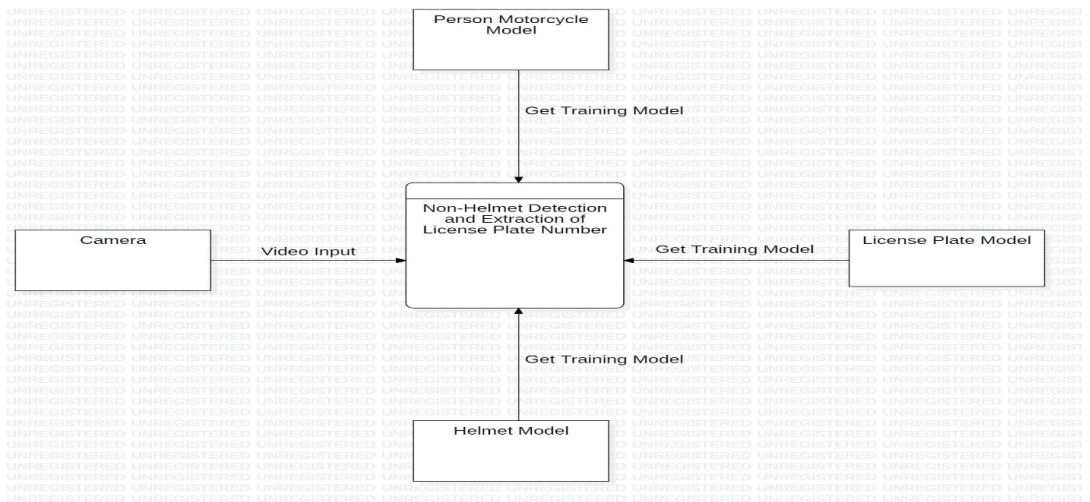 Person Motorcycle
Model
Get Training Model
Non-Helmet Detection
and Extraction of
License Plate Number
Camera
Video Input
Get Training Model
License Plate Model
Get Training Model
Helmet Model
UNREGISTERED